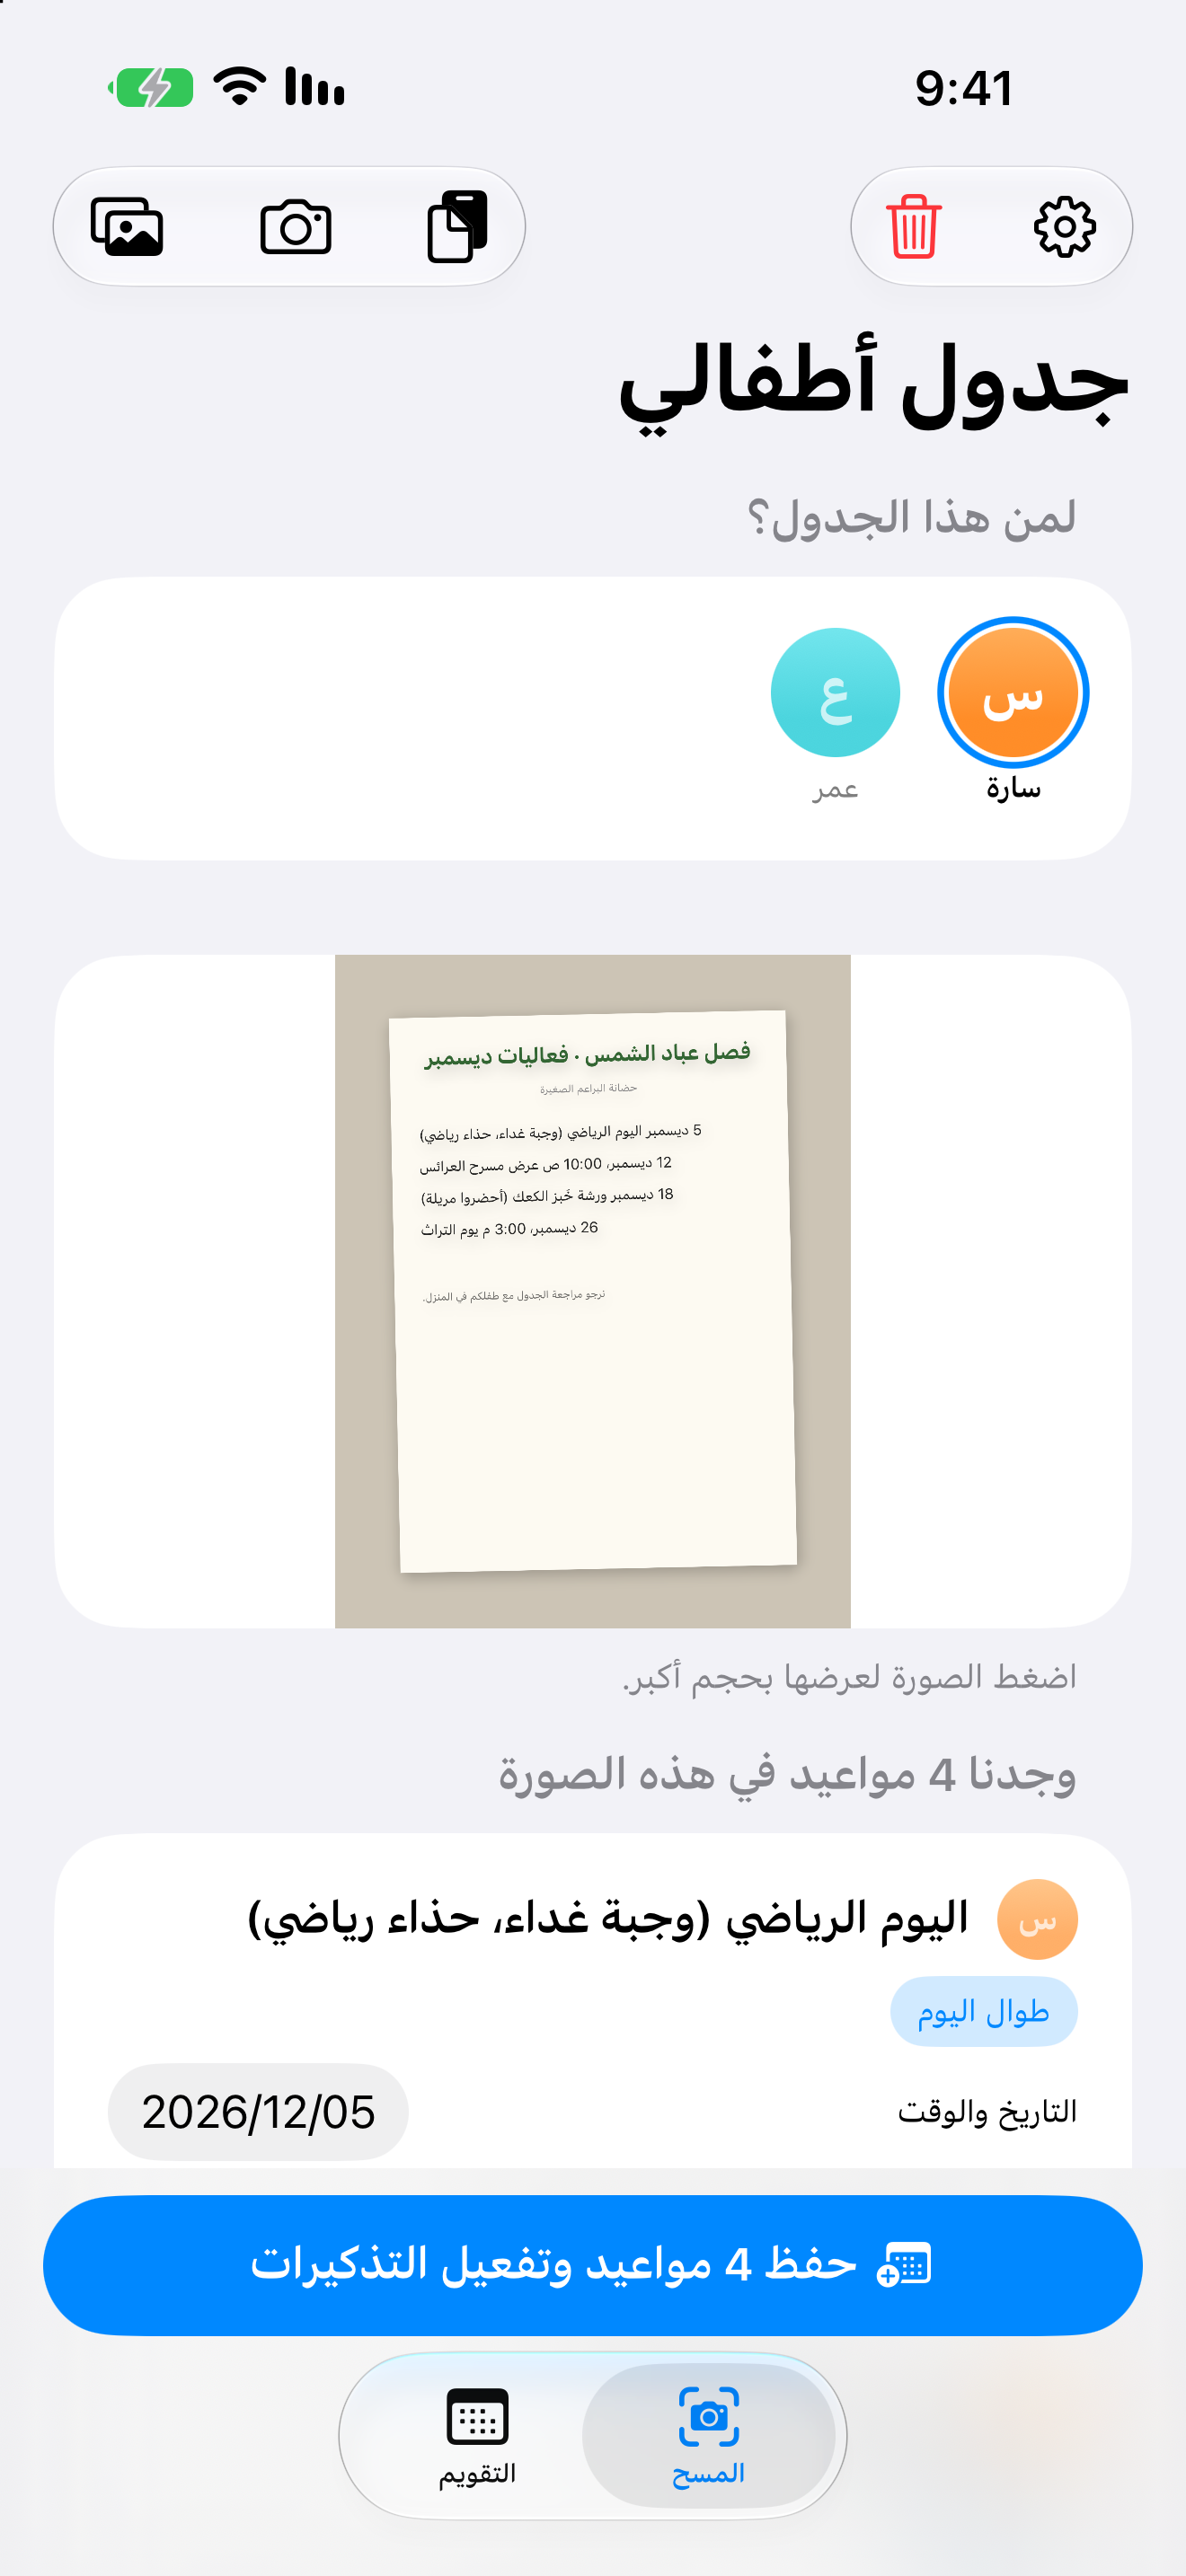 9:41
جدول أطفالي
لمن هذا الجدول؟
س
ع
سارة
عمر
فصل عباد الشمس · فعاليات ديسمبر
حضانة البراعم الصغيرة
5 ديسمبر اليوم الرياضي (وجبة غداء، حذاء رياضي)
12 ديسمبر، 10:00 ص عرض مسرح العرائس
18 ديسمبر ورشة خَبز الكعك (أحضروا مريلة)
26 ديسمبر، 3:00 م يوم التراث
نرجو مراجعة الجدول مع طفلكم في المنزل.
اضغط الصورة لعرضها بحجم أكبر.
وجدنا 4 مواعيد في هذه الصورة
س
اليوم الرياضي (وجبة غداء، حذاء رياضي)
طوال اليوم
التاريخ والوقت
2026/12/05
حفظ 4 مواعيد وتفعيل التذكيرات
المسح
التقويم